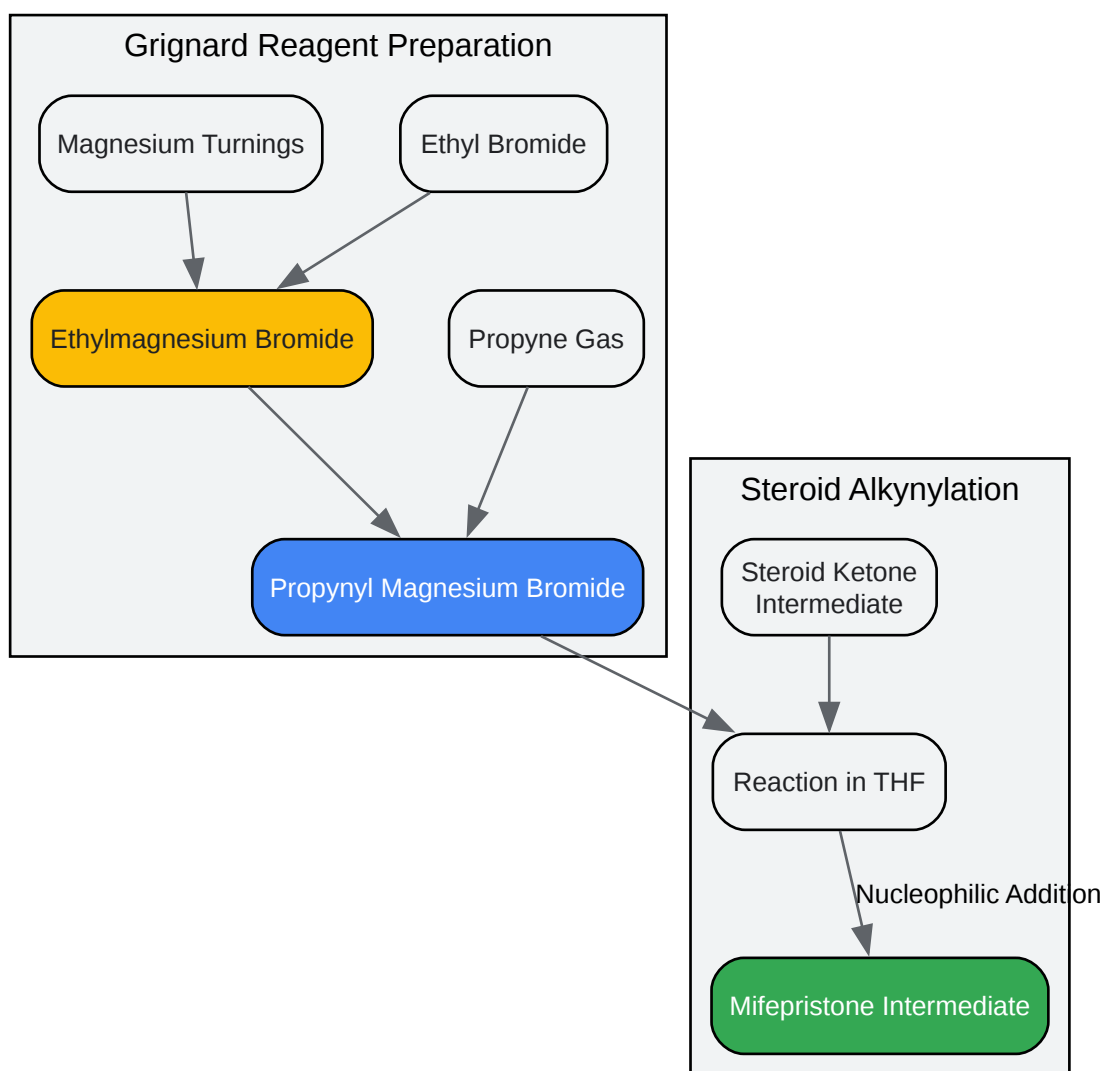 Grignard Reagent Preparation
Magnesium Turnings
Ethyl Bromide
Ethylmagnesium Bromide
Propyne Gas
Propynyl Magnesium Bromide
Steroid Alkynylation
Steroid Ketone
Intermediate
Reaction in THF
Nucleophilic Addition
Mifepristone Intermediate